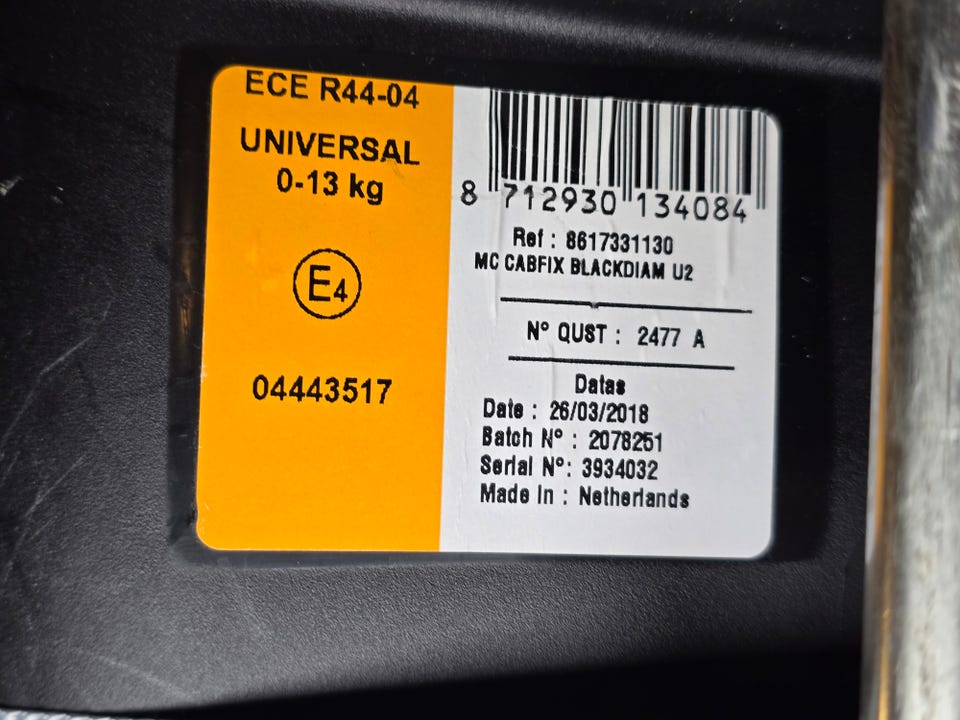 ECE R44-04
UNIVERSAL
0-13 kg
E4
04443517
8 712930 134084
Ref : 8617331130
MC CABFIX BLACKDIAM U2
N° QUST : 2477 A
Datas
Date : 26/03/2018
Batch N° : 2078251
Serial N° : 3934032
Made In : Netherlands